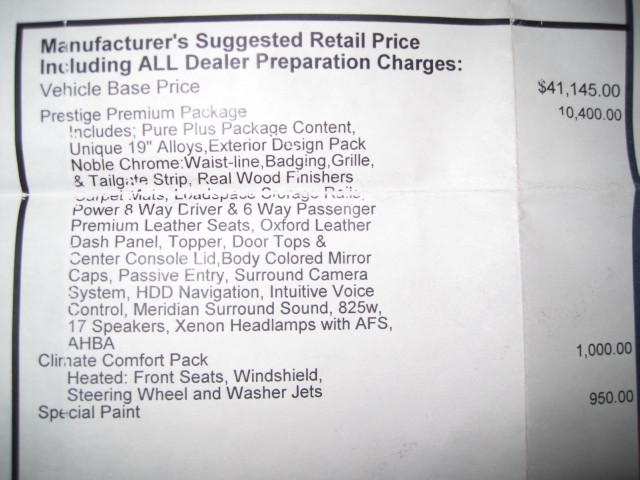 Manufacturer's Suggested Retail Price
Including ALL Dealer Preparation Charges:
Vehicle Base Price $41,145.00
Prestige Premium Package 10,400.00
Includes; Pure Plus Package Content,
Unique 19" Alloys,Exterior Design Pack
Noble Chrome:Waist-line,Badging,Grille,
& Tailgate Strip, Real Wood Finishers
Carpet Mats, Loadspace Storage Rails,
Power 8 Way Driver & 6 Way Passenger
Premium Leather Seats, Oxford Leather
Dash Panel, Topper, Door Tops &
Center Console Lid,Body Colored Mirror
Caps, Passive Entry, Surround Camera
System, HDD Navigation, Intuitive Voice
Control, Meridian Surround Sound, 825w,
17 Speakers, Xenon Headlamps with AFS,
AHBA
Climate Comfort Pack 1,000.00
Heated: Front Seats, Windshield,
Steering Wheel and Washer Jets
Special Paint 950.00